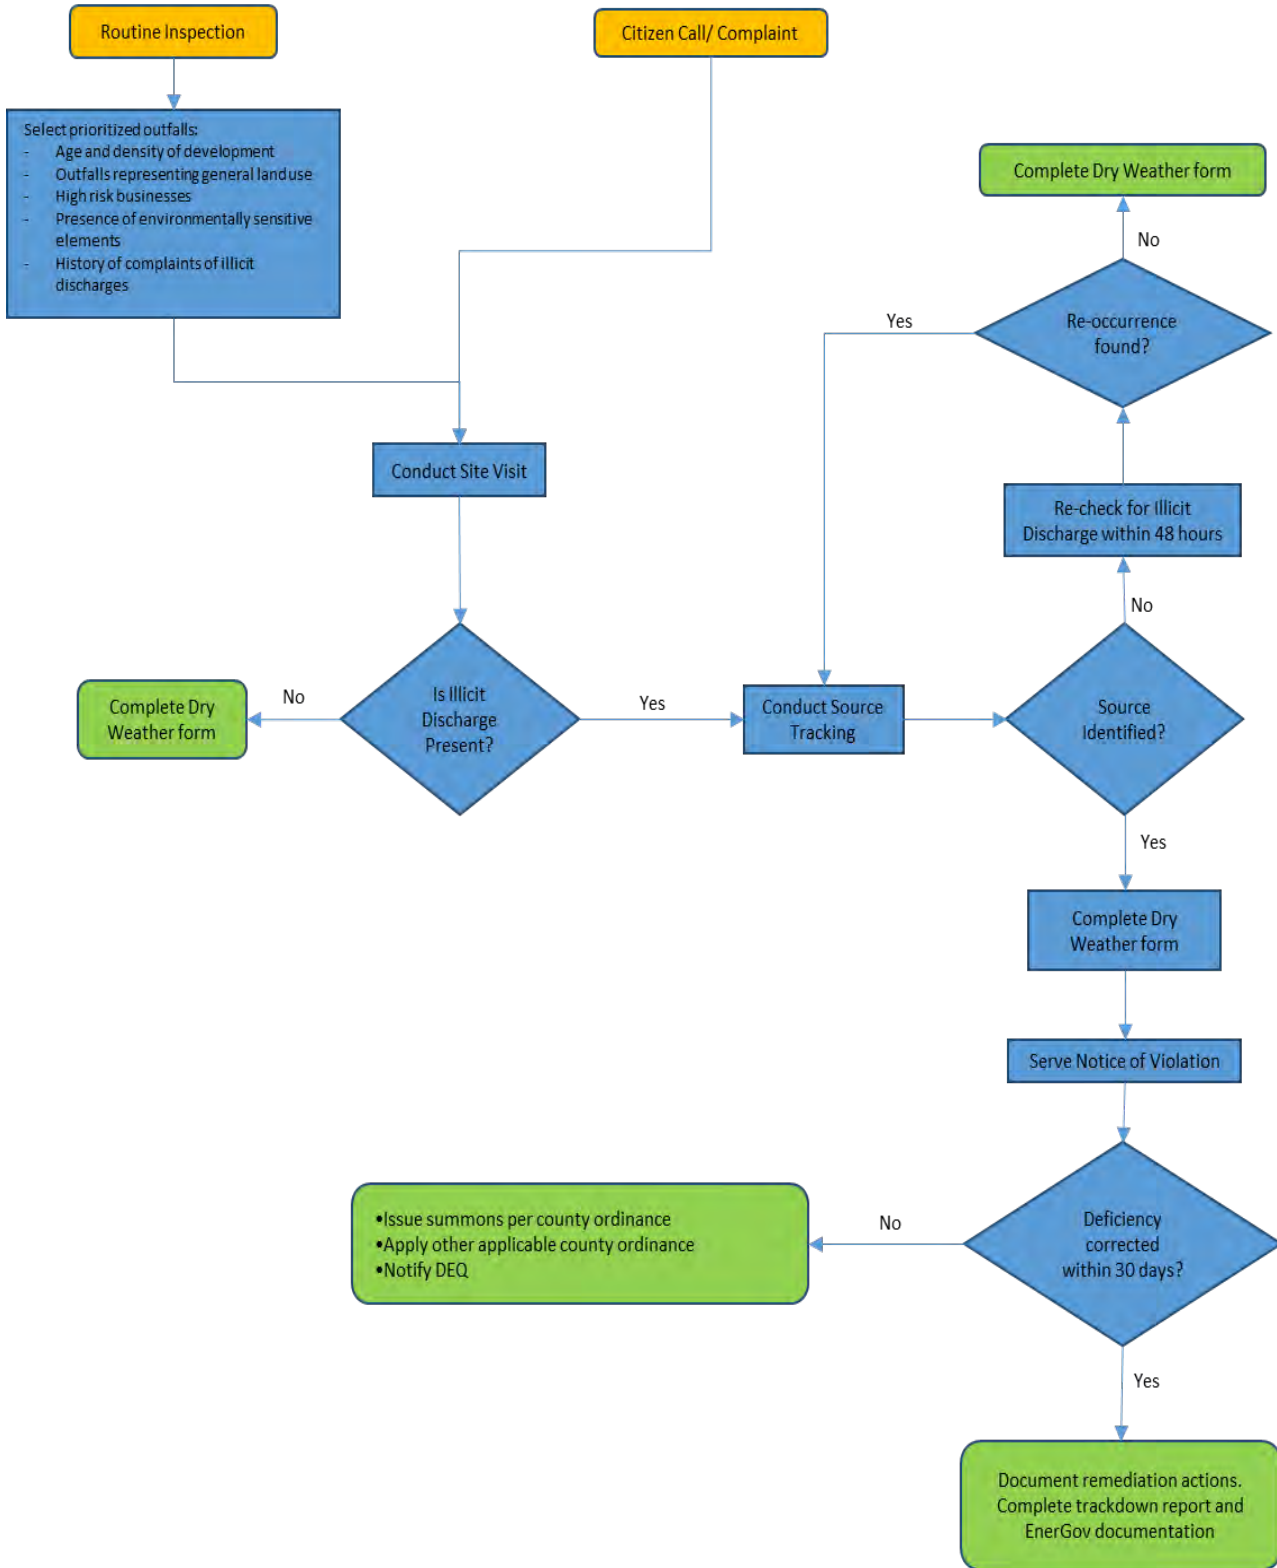 Routine Inspection
Citizen Call/ Complaint
Select prioritized outfalls:
- Age and density of development
- Outfalls representing general land use
- High risk businesses
- Presence of environmentally sensitive
elements
- History of complaints of illicit
discharges
Complete Dry Weather form
No
Re-occurrence
found?
Yes
Conduct Site Visit
Re-check for Illicit
Discharge within 48 hours
No
Complete Dry
Weather form
No
Is Illicit
Discharge
Present?
Yes
Conduct Source
Tracking
Source
Identified?
Yes
Complete Dry
Weather form
Serve Notice of Violation
•Issue summons per county ordinance
•Apply other applicable county ordinance
•Notify DEQ
No
Deficiency
corrected
within 30 days?
Yes
Document remediation actions.
Complete trackdown report and
EnerGov documentation